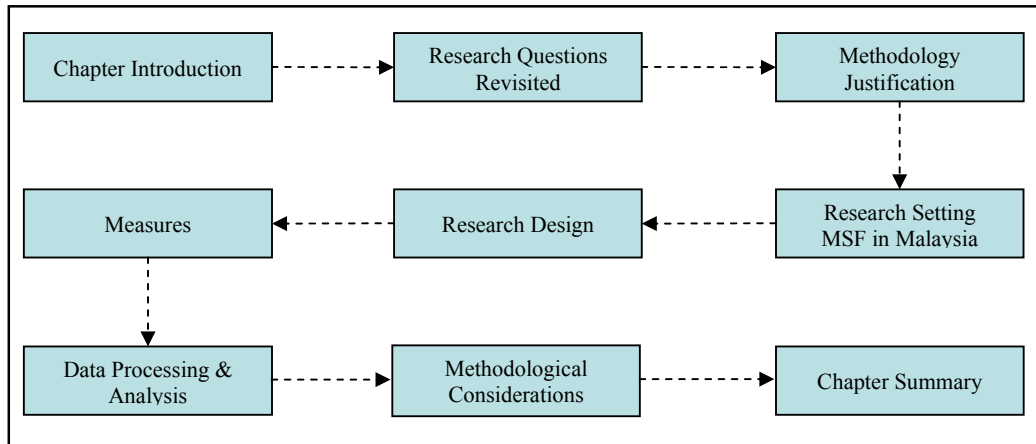 Chapter Introduction
Research Questions
Revisited
Methodology
Justification
Research Setting
MSF in Malaysia
Research Design
Measures
Data Processing &
Analysis
Methodological
Considerations
Chapter Summary